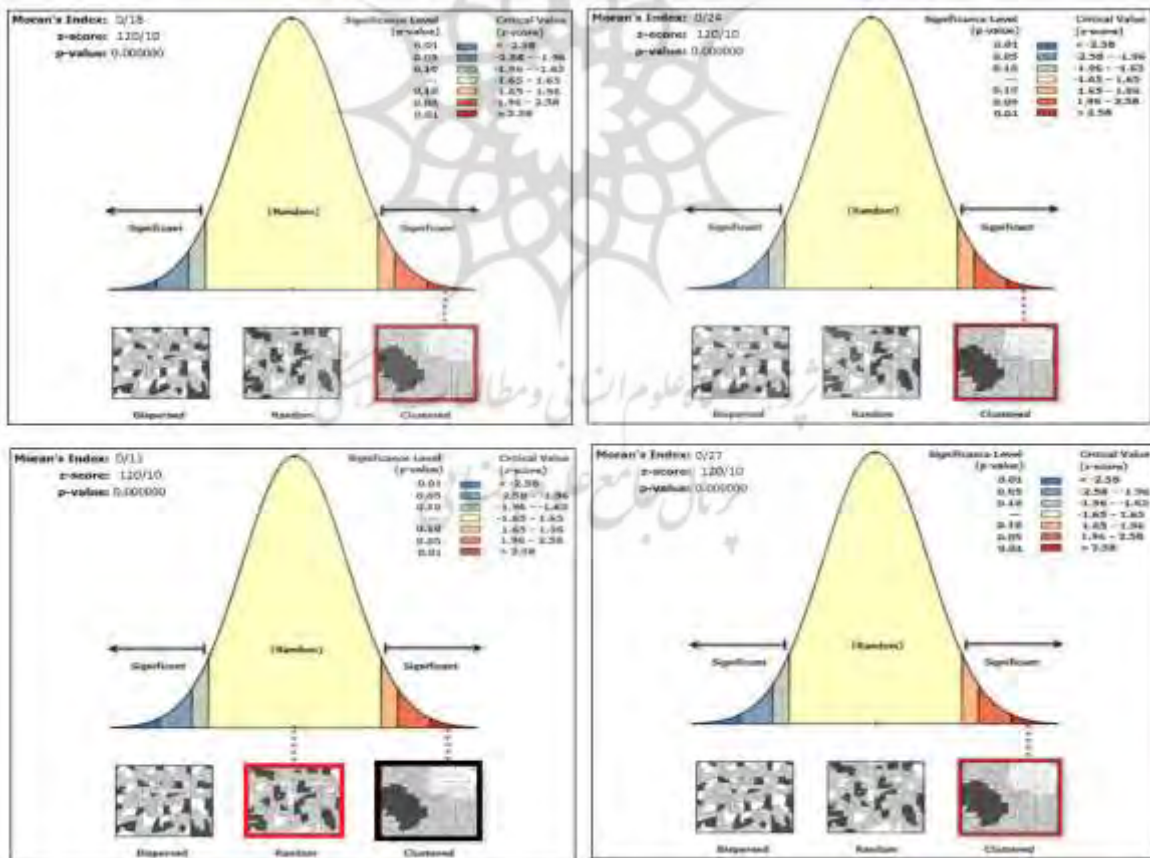 Moran's Index: 0/18
z-score: 120/10
p-value: 0.000000
Significance Level
(p-value)
Critical Value
(z-score)
0.01 < -2.58
0.05 -2.58 - -1.96
0.10 -1.96 - -1.65
— -1.65 - 1.65
0.10 1.65 - 1.96
0.05 1.96 - 2.58
0.01 > 2.58
Significant
(Random)
Significant
Dispersed
Random
Clustered
Moran's Index: 0/24
z-score: 120/10
p-value: 0.000000
Significance Level
(p-value)
Critical Value
(z-score)
0.01 < -2.58
0.05 -2.58 - -1.96
0.10 -1.96 - -1.65
— -1.65 - 1.65
0.10 1.65 - 1.96
0.05 1.96 - 2.58
0.01 > 2.58
Significant
(Random)
Significant
Dispersed
Random
Clustered
علوم انسانی و مطالعات
Moran's Index: 0/11
z-score: 120/10
p-value: 0.000000
Significance Level
(p-value)
Critical Value
(z-score)
0.01 < -2.58
0.05 -2.58 - -1.96
0.10 -1.96 - -1.65
— -1.65 - 1.65
0.10 1.65 - 1.96
0.05 1.96 - 2.58
0.01 > 2.58
Significant
(Random)
Significant
Dispersed
Random
Clustered
Moran's Index: 0/27
z-score: 120/10
p-value: 0.000000
Significance Level
(p-value)
Critical Value
(z-score)
0.01 < -2.58
0.05 -2.58 - -1.96
0.10 -1.96 - -1.65
— -1.65 - 1.65
0.10 1.65 - 1.96
0.05 1.96 - 2.58
0.01 > 2.58
Significant
(Random)
Significant
Dispersed
Random
Clustered